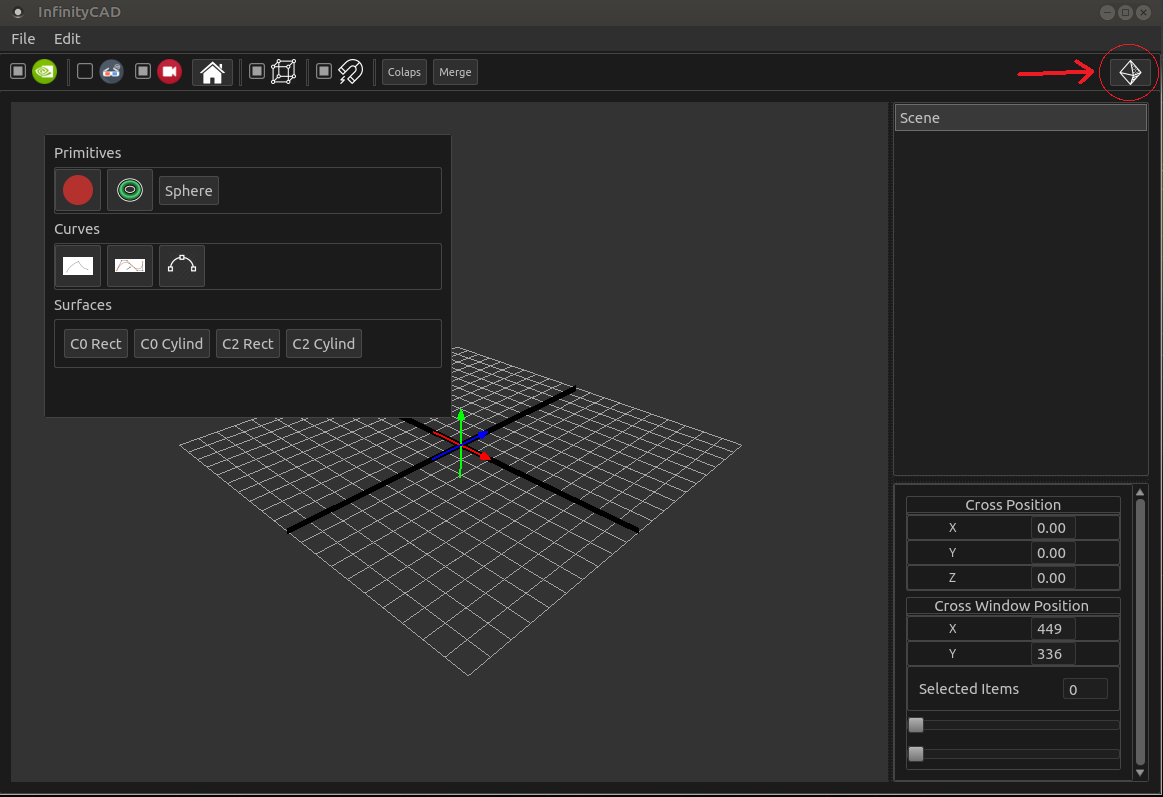 InfinityCAD
File Edit
Colaps Merge
Scene
Primitives
Sphere
Curves
Surfaces
C0 Rect C0 Cylind C2 Rect C2 Cylind
Cross Position
X 0.00
Y 0.00
Z 0.00
Cross Window Position
X 449
Y 336
Selected Items 0